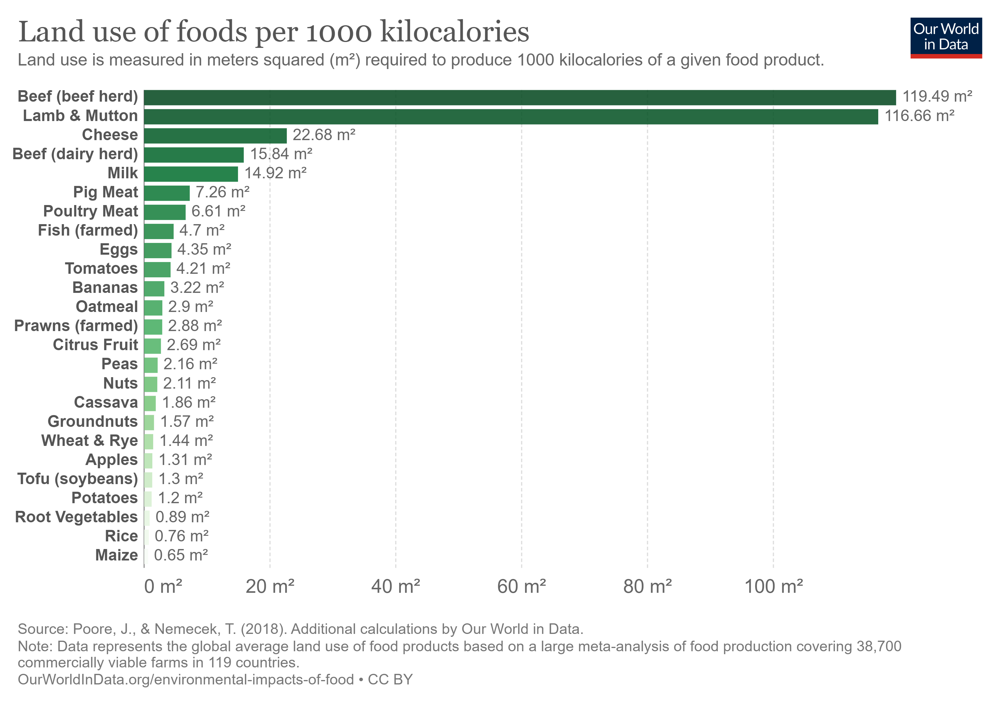 Land use of foods per 1000 kilocalories
Our World
in Data
Land use is measured in meters squared (m²) required to produce 1000 kilocalories of a given food product.
Beef (beef herd) 119.49 m²
Lamb & Mutton 116.66 m²
Cheese 22.68 m²
Beef (dairy herd) 15.84 m²
Milk 14.92 m²
Pig Meat 7.26 m²
Poultry Meat 6.61 m²
Fish (farmed) 4.7 m²
Eggs 4.35 m²
Tomatoes 4.21 m²
Bananas 3.22 m²
Oatmeal 2.9 m²
Prawns (farmed) 2.88 m²
Citrus Fruit 2.69 m²
Peas 2.16 m²
Nuts 2.11 m²
Cassava 1.86 m²
Groundnuts 1.57 m²
Wheat & Rye 1.44 m²
Apples 1.31 m²
Tofu (soybeans) 1.3 m²
Potatoes 1.2 m²
Root Vegetables 0.89 m²
Rice 0.76 m²
Maize 0.65 m²
0 m² 20 m² 40 m² 60 m² 80 m² 100 m²
Source: Poore, J., & Nemecek, T. (2018). Additional calculations by Our World in Data.
Note: Data represents the global average land use of food products based on a large meta-analysis of food production covering 38,700
commercially viable farms in 119 countries.
OurWorldInData.org/environmental-impacts-of-food • CC BY